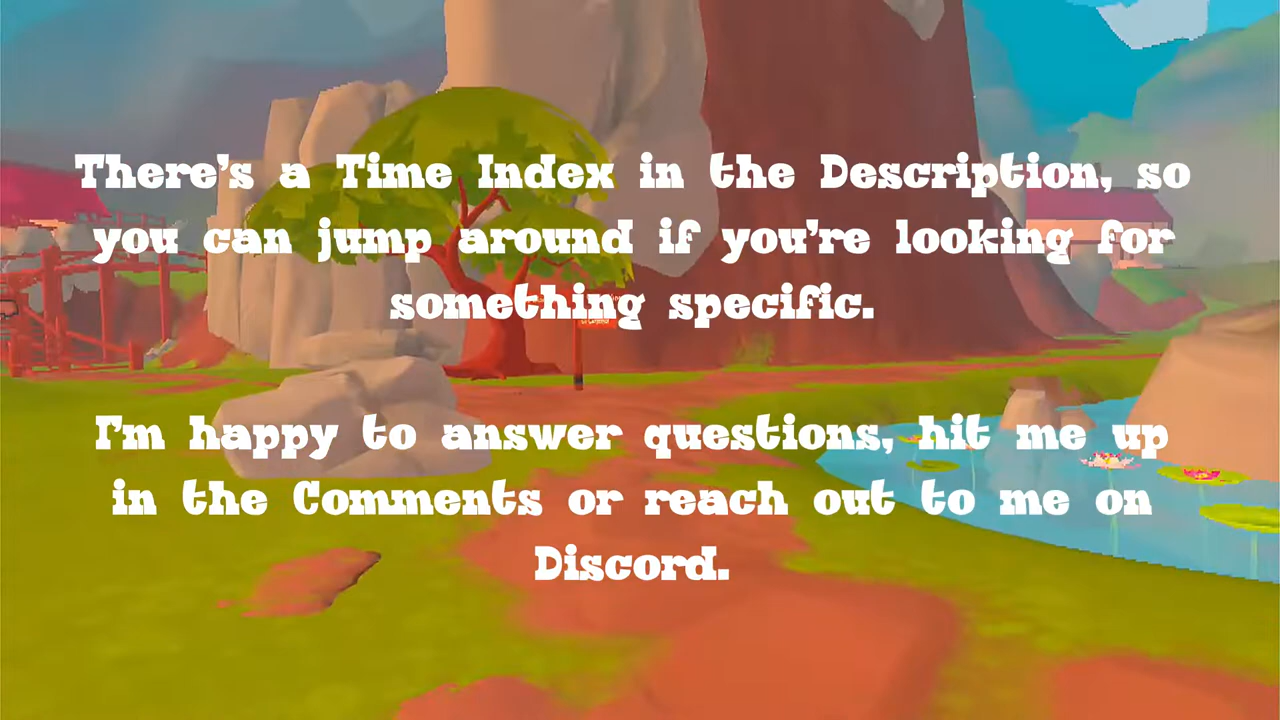 There's a Time Index in the Description, so
you can jump around if you're looking for
something specific.
I'm happy to answer questions, hit me up
in the Comments or reach out to me on
Discord.